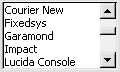 Courier New
Fixedsys
Garamond
Impact
Lucida Console